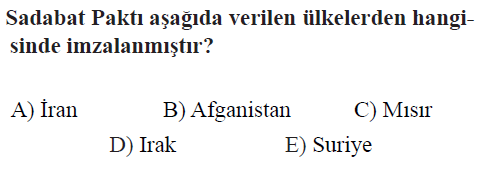 Sadabat Paktı aşağıda verilen ülkelerden hangi-
sinde imzalanmıştır?
A) İran B) Afganistan C) Mısır
D) Irak E) Suriye